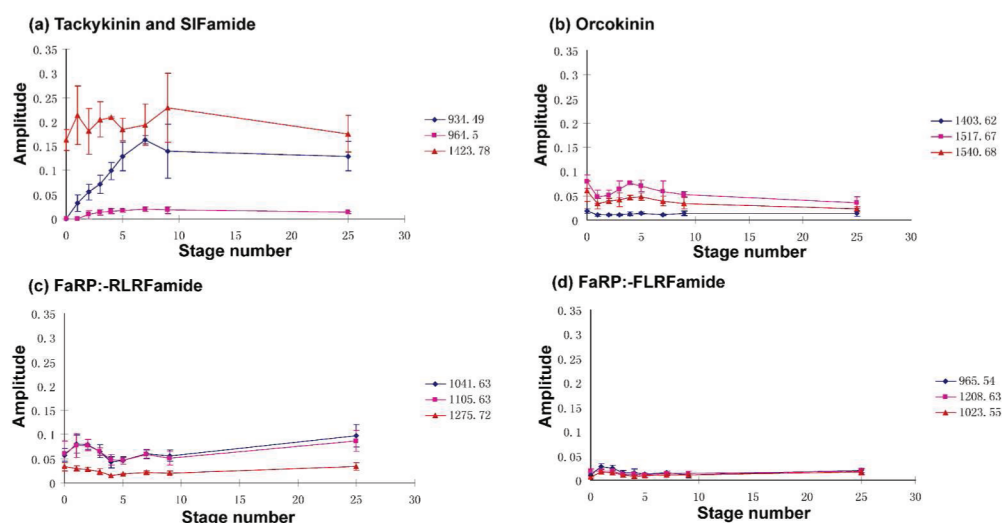 (a) Tackykinin and SIFamide
Amplitude
0.35
0.3
0.25
0.2
0.15
0.1
0.05
0
0 5 10 15 20 25 30
Stage number
934.49
964.5
1423.78
(b) Orcokinin
Amplitude
0.35
0.3
0.25
0.2
0.15
0.1
0.05
0
0 5 10 15 20 25 30
Stage number
1403.62
1517.67
1540.68
(c) FaRP:-RLRFamide
Amplitude
0.35
0.3
0.25
0.2
0.15
0.1
0.05
0
0 5 10 15 20 25 30
Stage number
1041.63
1105.63
1275.72
(d) FaRP:-FLRFamide
Amplitude
0.35
0.3
0.25
0.2
0.15
0.1
0.05
0
0 5 10 15 20 25 30
Stage number
965.54
1208.63
1023.55